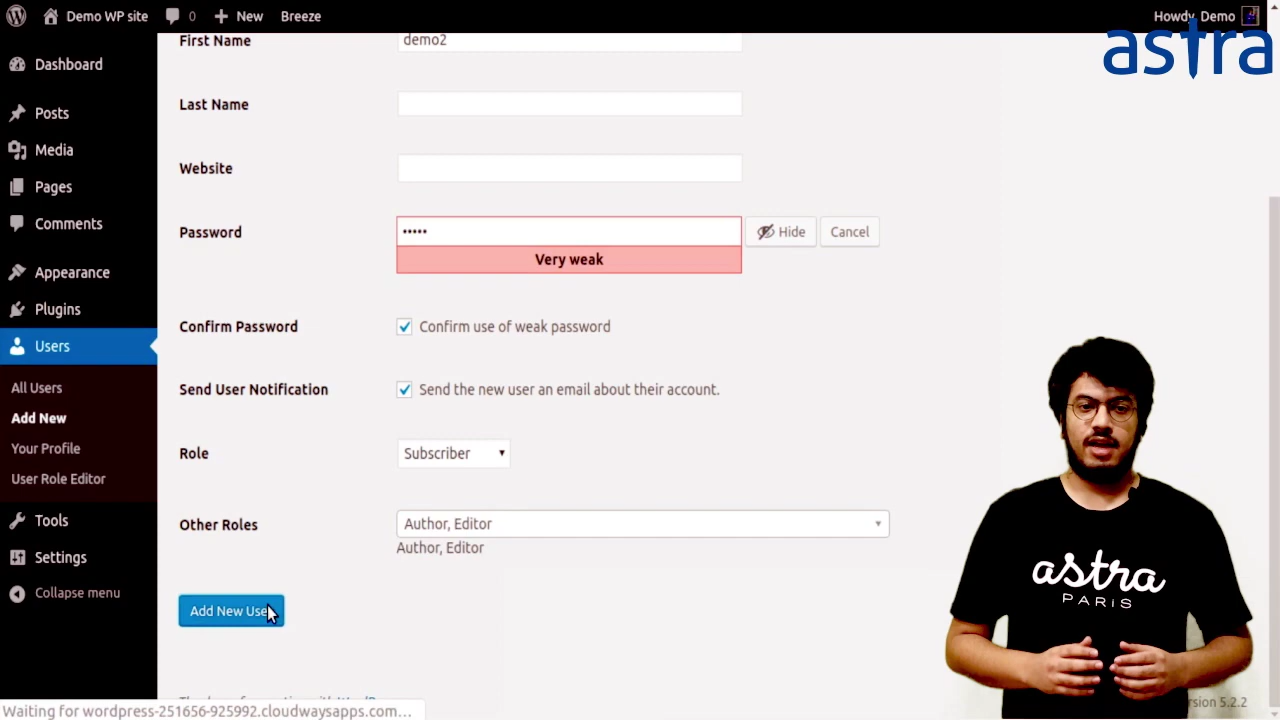 Demo WP site 0 New Breeze Howdy, Demo
astra
First Name demo2
Dashboard
Last Name
Posts
Media
Website
Pages
Comments
Password ••••• Hide Cancel
Very weak
Appearance
Plugins
Confirm Password Confirm use of weak password
Users
All Users
Send User Notification Send the new user an email about their account.
Add New
Your Profile
Role Subscriber
User Role Editor
Tools
Other Roles Author, Editor
Author, Editor
Settings
Collapse menu
astra
PARIS
Add New Use
rsion 5.2.2
Waiting for wordpress-251656-925992.cloudwaysapps.com...